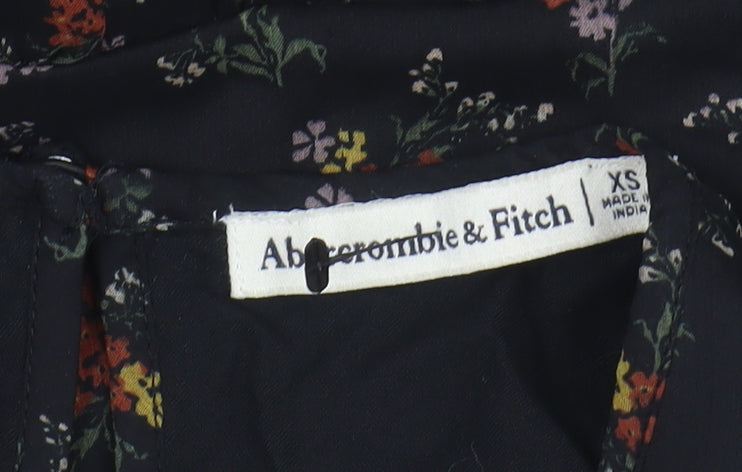 Abercrombie & Fitch
XS
MADE IN
INDIA